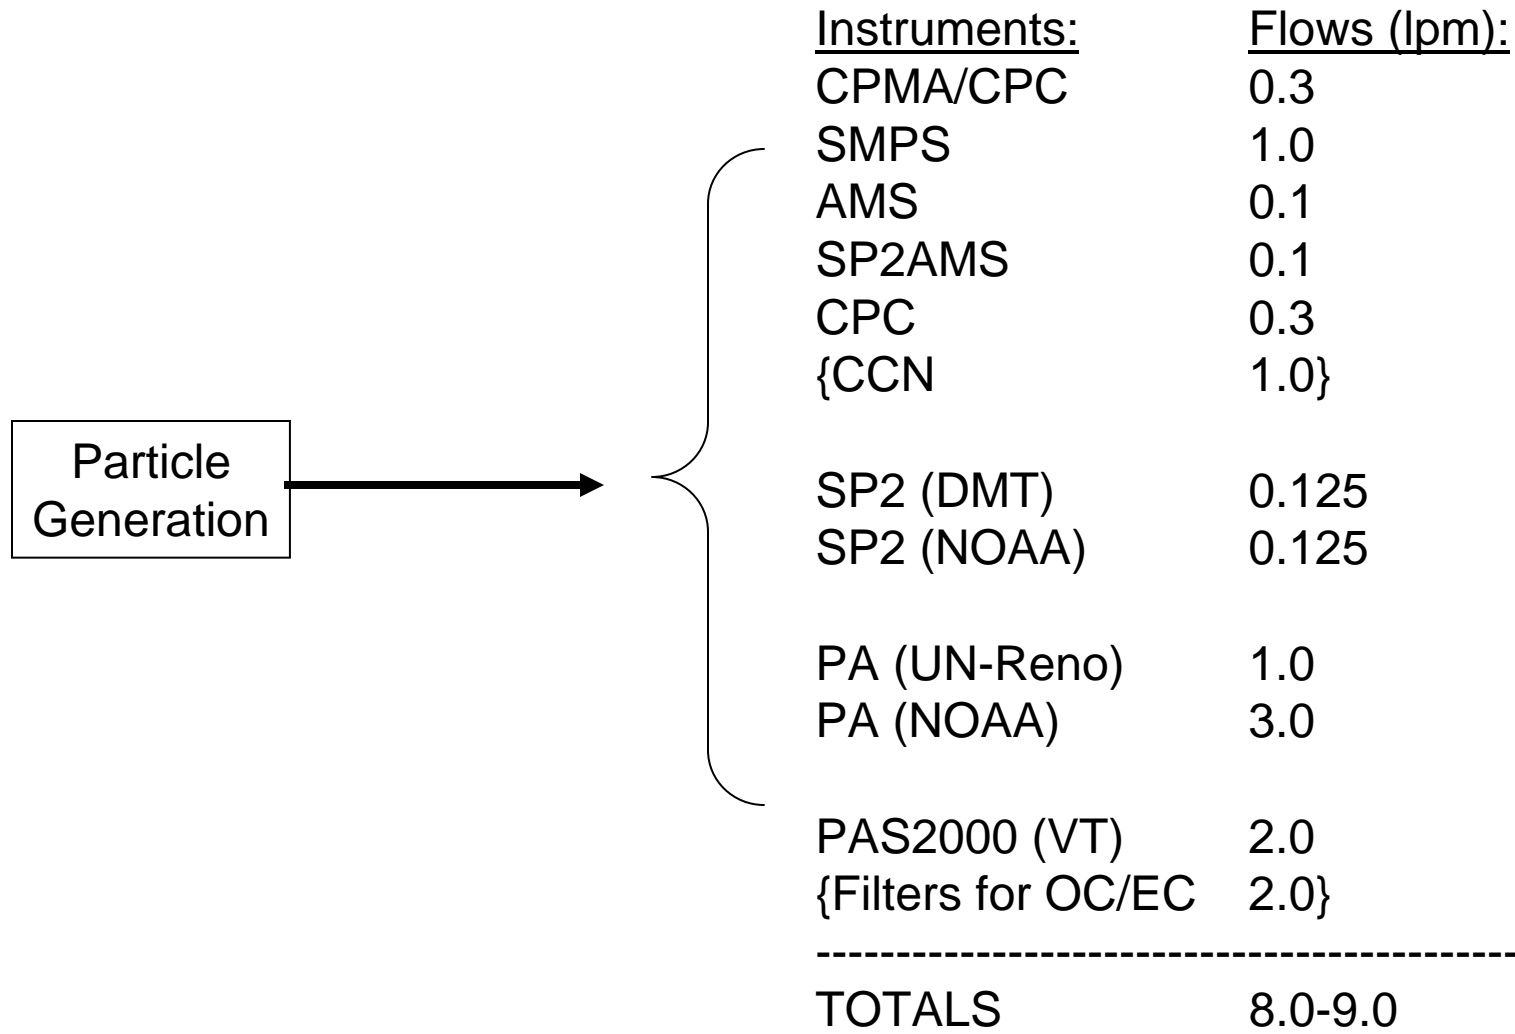 Instruments: Flows (lpm):
CPMA/CPC 0.3
SMPS 1.0
AMS 0.1
SP2AMS 0.1
CPC 0.3
{CCN 1.0}
Particle
Generation
SP2 (DMT) 0.125
SP2 (NOAA) 0.125
PA (UN-Reno) 1.0
PA (NOAA) 3.0
PAS2000 (VT) 2.0
{Filters for OC/EC 2.0}
--------------------------------------------
TOTALS 8.0-9.0